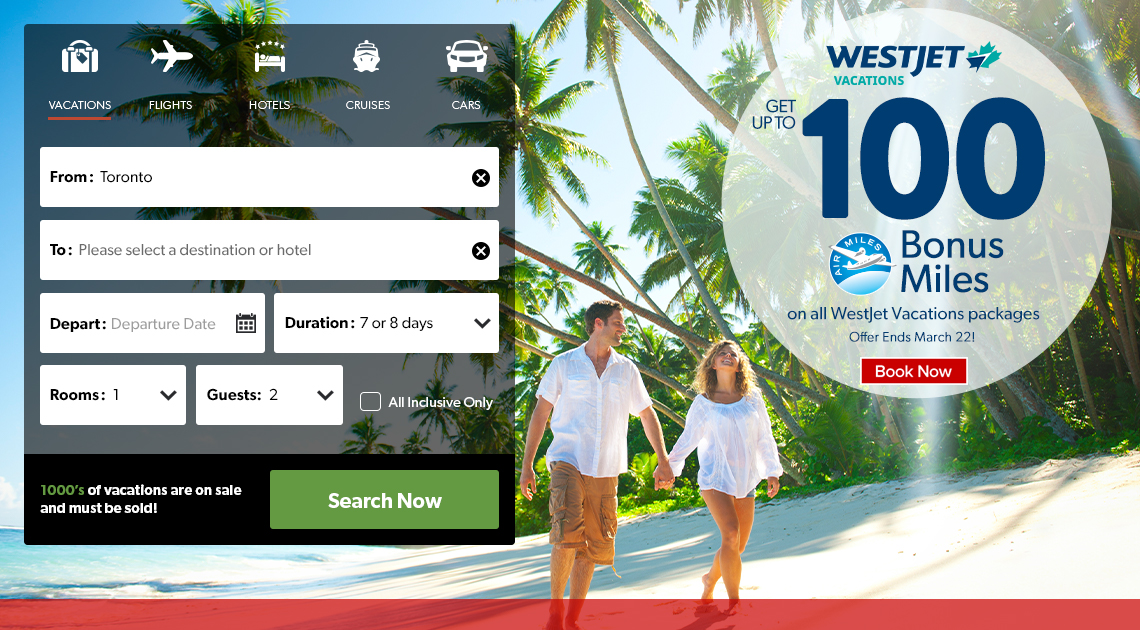 VACATIONS FLIGHTS HOTELS CRUISES CARS
From: Toronto
To: Please select a destination or hotel
Depart: Departure Date
Duration: 7 or 8 days
Rooms: 1
Guests: 2
All Inclusive Only
1000's of vacations are on sale
and must be sold!
Search Now
WESTJET
VACATIONS
GET
UP TO
100
AIR MILES
Bonus
Miles
on all WestJet Vacations packages
Offer Ends March 22!
Book Now